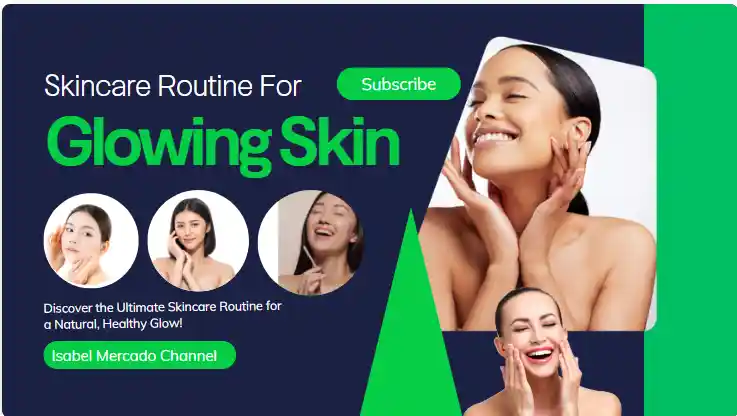 Skincare Routine For
Subscribe
Glowing Skin
Discover the Ultimate Skincare Routine for
a Natural, Healthy Glow!
Isabel Mercado Channel